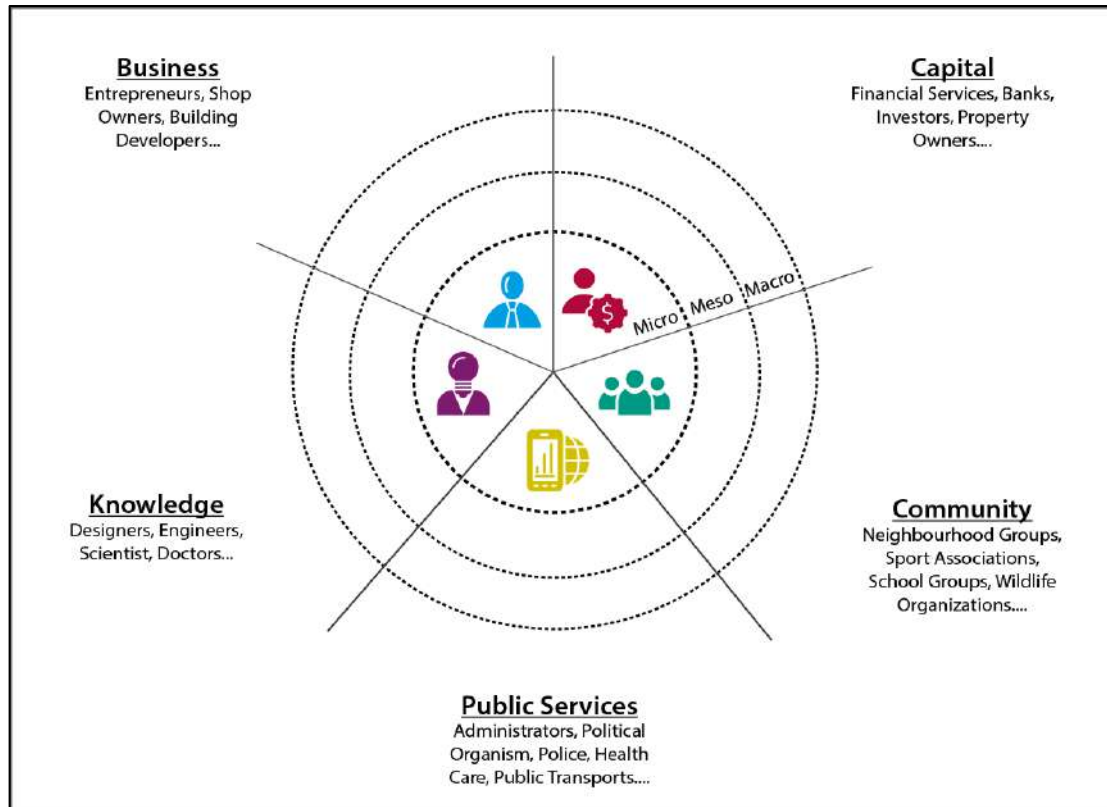 Business
Entrepreneurs, Shop
Owners, Building
Developers...
Capital
Financial Services, Banks,
Investors, Property
Owners....
Micro
Meso
Macro
$
Knowledge
Designers, Engineers,
Scientist, Doctors...
Community
Neighbourhood Groups,
Sport Associations,
School Groups, Wildlife
Organizations....
Public Services
Administrators, Political
Organism, Police, Health
Care, Public Transports....